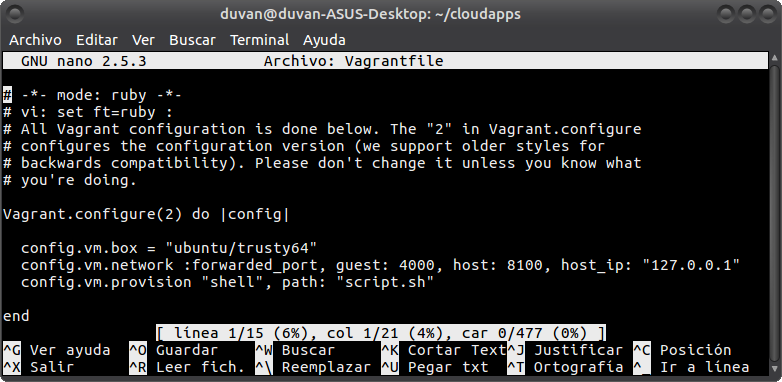 duvan@duvan-ASUS-Desktop: ~/cloudapps
Archivo Editar Ver Buscar Terminal Ayuda
GNU nano 2.5.3 Archivo: Vagrantfile
# -*- mode: ruby -*-
# vi: set ft=ruby :
# All Vagrant configuration is done below. The "2" in Vagrant.configure
# configures the configuration version (we support older styles for
# backwards compatibility). Please don't change it unless you know what
# you're doing.
Vagrant.configure(2) do |config|
config.vm.box = "ubuntu/trusty64"
config.vm.network :forwarded_port, guest: 4000, host: 8100, host_ip: "127.0.0.1"
config.vm.provision "shell", path: "script.sh"
end
[ línea 1/15 (6%), col 1/21 (4%), car 0/477 (0%) ]
^G Ver ayuda ^O Guardar ^W Buscar ^K Cortar Text^J Justificar ^C Posición
^X Salir ^R Leer fich. ^\ Reemplazar ^U Pegar txt ^T Ortografía ^_ Ir a línea